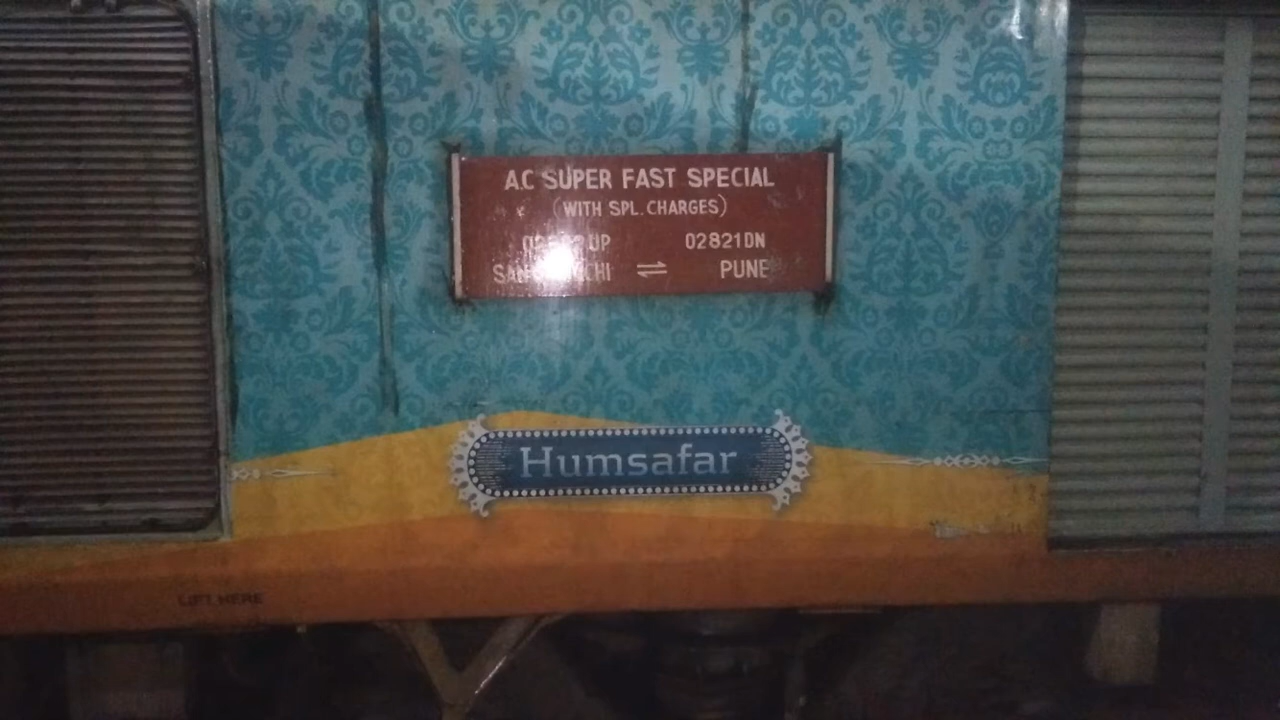 A.C SUPER FAST SPECIAL
(WITH SPL. CHARGES)
UP 02821DN
⇌ PUNE
Humsafar
LIFT HERE